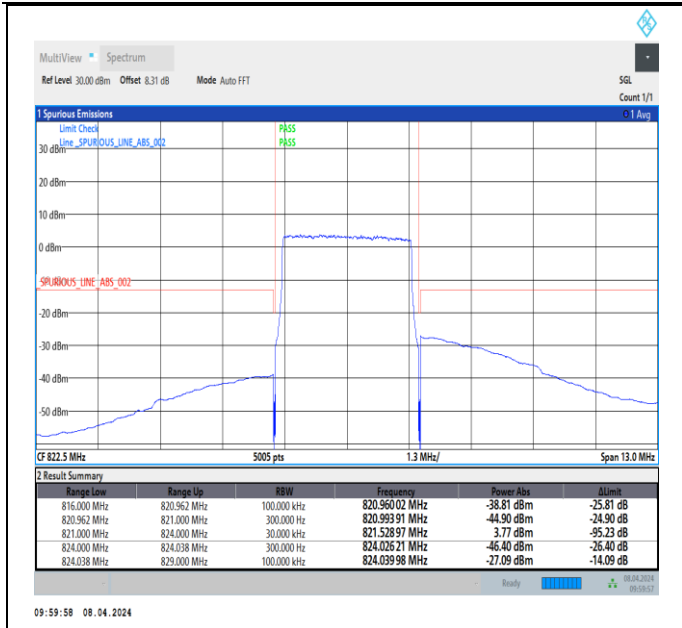 MultiView Spectrum
Ref Level 30.00 dBm Offset 8.31 dB Mode Auto FFT SGL
Count 1/1
1 Spurious Emissions 1 Avg
Limit Check PASS
Line _SPURIOUS_LINE_ABS_002 PASS
30 dBm
20 dBm
10 dBm
0 dBm
_SPURIOUS_LINE_ABS_002
-20 dBm
-30 dBm
-40 dBm
-50 dBm
CF 822.5 MHz 5005 pts 1.3 MHz/ Span 13.0 MHz
2 Result Summary
Range Low Range Up RBW Frequency Power Abs ΔLimit
816.000 MHz 820.962 MHz 100.000 kHz 820.960 02 MHz -38.81 dBm -25.81 dB
820.962 MHz 821.000 MHz 300.000 Hz 820.993 91 MHz -44.90 dBm -24.90 dB
821.000 MHz 824.000 MHz 30.000 kHz 821.528 97 MHz 3.77 dBm -95.23 dB
824.000 MHz 824.038 MHz 300.000 Hz 824.026 21 MHz -46.40 dBm -26.40 dB
824.038 MHz 829.000 MHz 100.000 kHz 824.039 98 MHz -27.09 dBm -14.09 dB
Ready 08.04.2024
09:59:57
09:59:58 08.04.2024